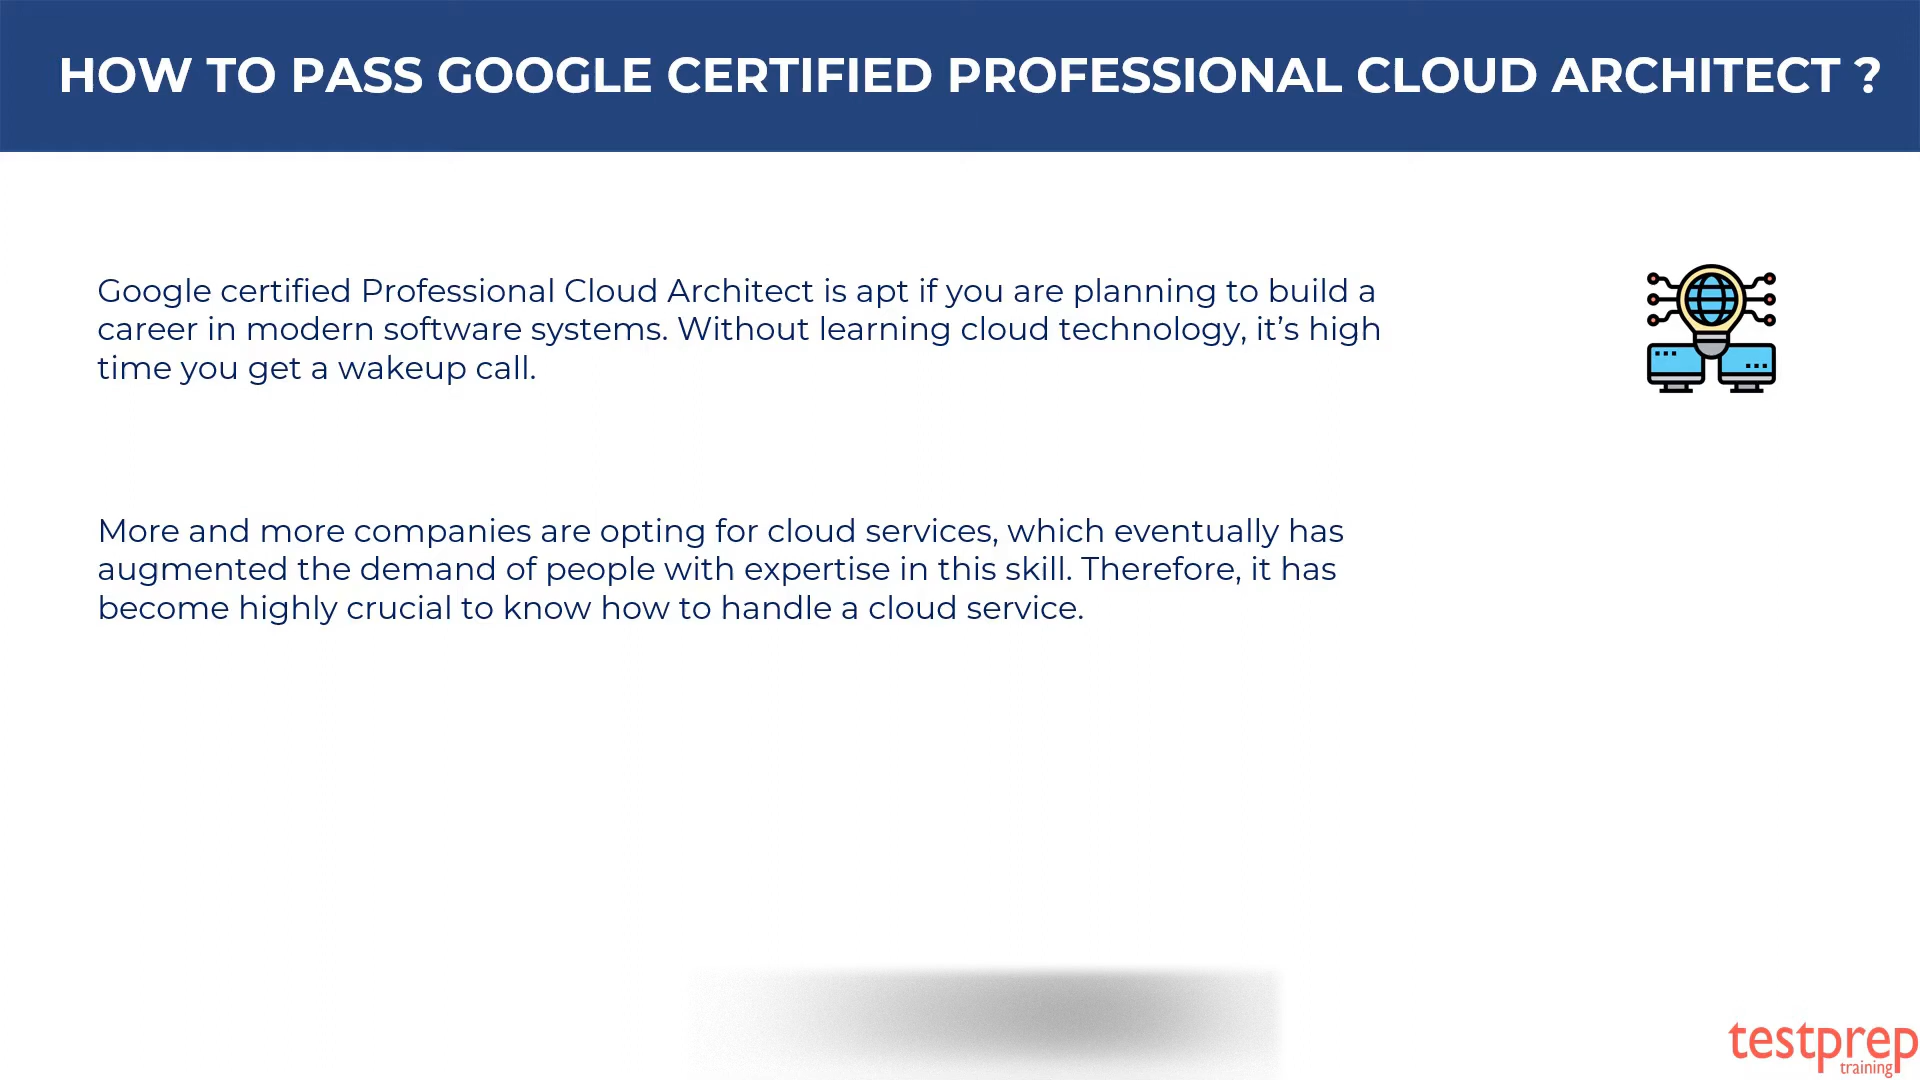 HOW TO PASS GOOGLE CERTIFIED PROFESSIONAL CLOUD ARCHITECT ?
Google certified Professional Cloud Architect is apt if you are planning to build a
career in modern software systems. Without learning cloud technology, it’s high
time you get a wakeup call.
More and more companies are opting for cloud services, which eventually has
augmented the demand of people with expertise in this skill. Therefore, it has
become highly crucial to know how to handle a cloud service.
testprep
training